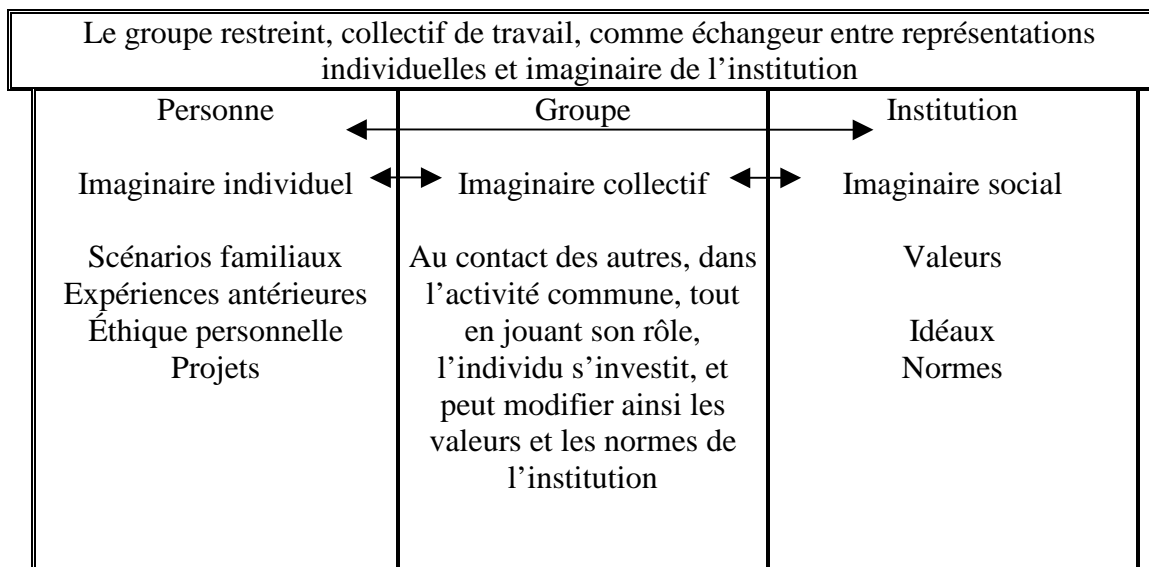 Le groupe restreint, collectif de travail, comme échangeur entre représentations
individuelles et imaginaire de l’institution
Personne
Imaginaire individuel
Scénarios familiaux
Expériences antérieures
Éthique personnelle
Projets
Groupe
Imaginaire collectif
Au contact des autres, dans
l’activité commune, tout
en jouant son rôle,
l’individu s’investit, et
peut modifier ainsi les
valeurs et les normes de
l’institution
Institution
Imaginaire social
Valeurs
Idéaux
Normes